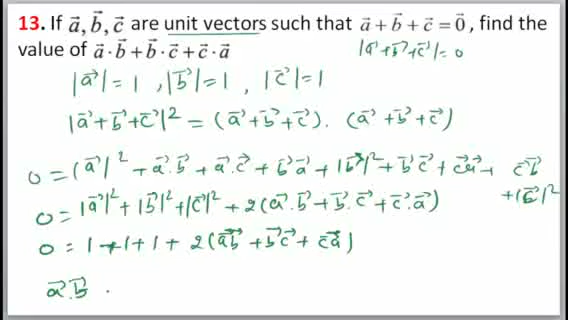 13. If a⃗, b⃗, c⃗ are unit vectors such that a⃗ + b⃗ + c⃗ = 0⃗, find the
value of a⃗ · b⃗ + b⃗ · c⃗ + c⃗ · a⃗
|a⃗ + b⃗ + c⃗| = 0
|a⃗| = 1 , |b⃗| = 1 , |c⃗| = 1
|a⃗ + b⃗ + c⃗|² = (a⃗ + b⃗ + c⃗) . (a⃗ + b⃗ + c⃗)
0 = |a⃗|² + a⃗.b⃗ + a⃗.c⃗ + b⃗.a⃗ + |b⃗|² + b⃗c⃗ + c⃗a⃗ + c⃗b⃗
+ |c⃗|²
0 = |a⃗|² + |b⃗|² + |c⃗|² + 2(a⃗.b⃗ + b⃗.c⃗ + c⃗.a⃗)
0 = 1 + 1 + 1 + 2(a⃗b⃗ + b⃗c⃗ + c⃗a⃗)
a⃗.b⃗ .